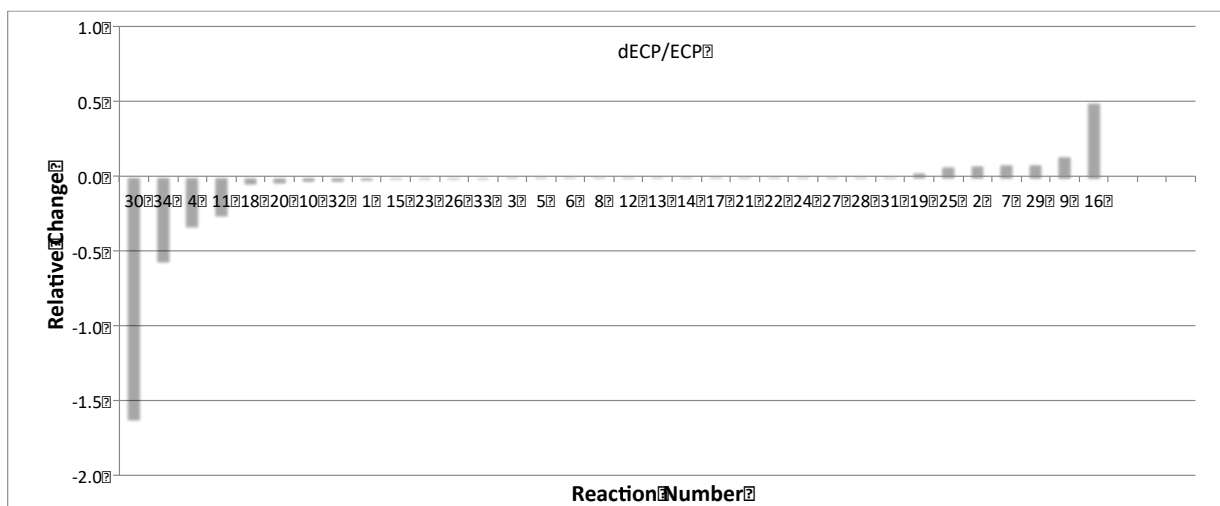 1.0⍰
dECP/ECP⍰
0.5⍰
0.0⍰
30⍰ 34⍰ 4⍰ 11⍰ 18⍰ 20⍰ 10⍰ 32⍰ 1⍰ 15⍰ 23⍰ 26⍰ 33⍰ 3⍰ 5⍰ 6⍰ 8⍰ 12⍰ 13⍰ 14⍰ 17⍰ 21⍰ 22⍰ 24⍰ 27⍰ 28⍰ 31⍰ 19⍰ 25⍰ 2⍰ 7⍰ 29⍰ 9⍰ 16⍰
-0.5⍰
-1.0⍰
-1.5⍰
-2.0⍰
Relative⍰Change⍰
Reaction⍰Number⍰